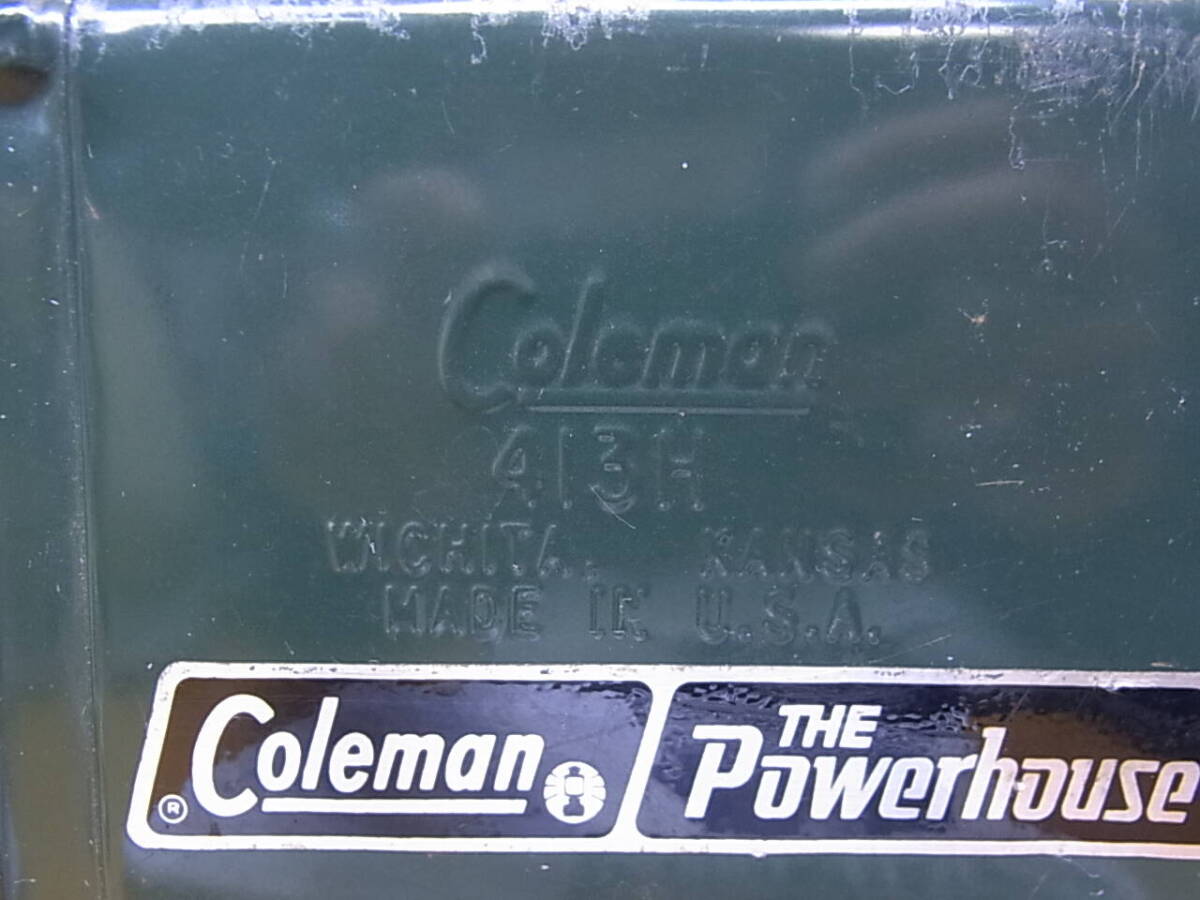 Coleman
413H
WICHITA, KANSAS
MADE IN U.S.A.
® Coleman
THE
Powerhouse